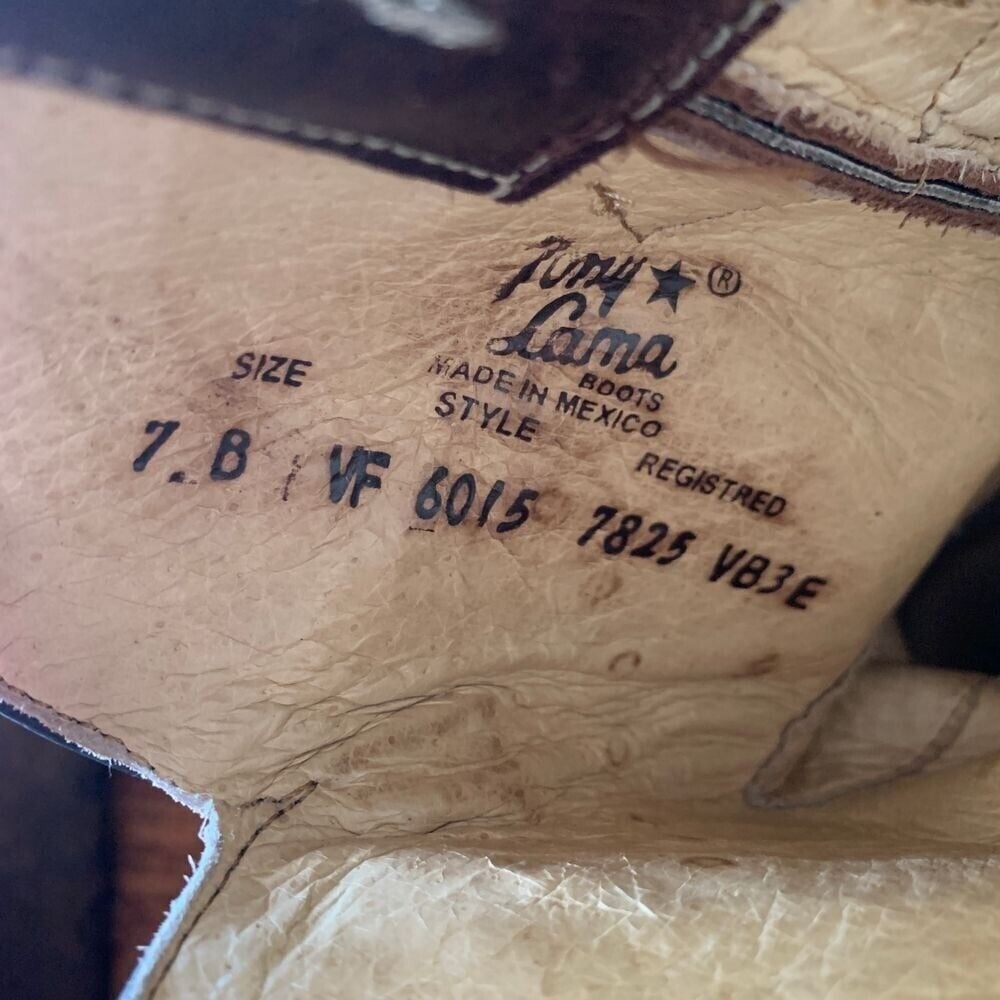 Tony ★ ®
Lama
BOOTS
MADE IN MEXICO
SIZE STYLE REGISTRED
7. B VF 6015 7825 VB3E